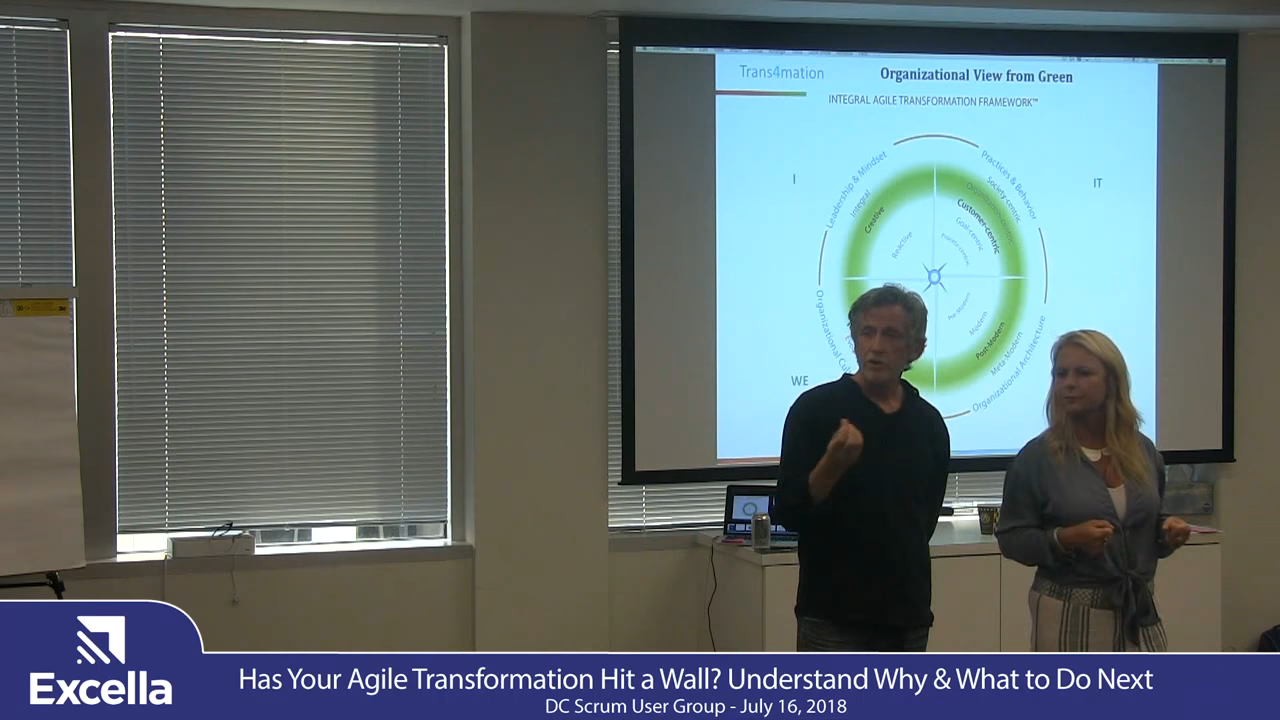 Trans4mation
Organizational View from Green
INTEGRAL AGILE TRANSFORMATION FRAMEWORK™
I
IT
WE
Leadership & Mindset
Integral
Creative
Reactive
Practices & Behavior
Society-centric
Customer-centric
Goal-centric
Organizational
Modern
Post-Modern
Meta-Modern
Organizational Architecture
Excella
Has Your Agile Transformation Hit a Wall? Understand Why & What to Do Next
DC Scrum User Group - July 16, 2018